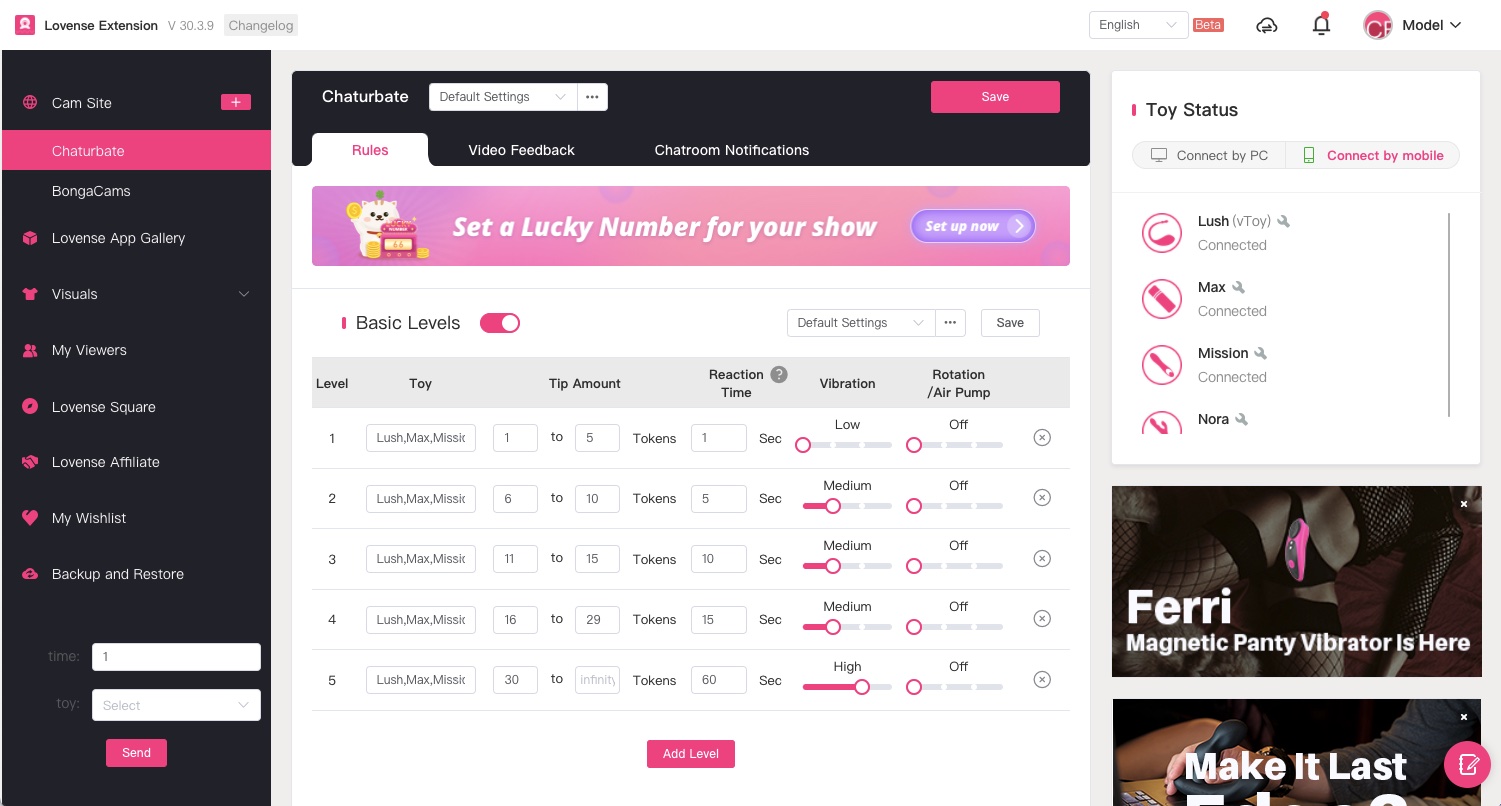 Lovense Extension V 30.3.9 Changelog
English Beta
Model
Cam Site
Chaturbate
BongaCams
Lovense App Gallery
Visuals
My Viewers
Lovense Square
Lovense Affiliate
My Wishlist
Backup and Restore
time: 1
toy: Select
Send
Chaturbate Default Settings ••• Save
Rules Video Feedback Chatroom Notifications
Set a Lucky Number for your show Set up now
Basic Levels Default Settings ••• Save
Level Toy Tip Amount Reaction Time ? Vibration Rotation /Air Pump
1 Lush,Max,Missic 1 to 5 Tokens 1 Sec Low Off
2 Lush,Max,Missic 6 to 10 Tokens 5 Sec Medium Off
3 Lush,Max,Missic 11 to 15 Tokens 10 Sec Medium Off
4 Lush,Max,Missic 16 to 29 Tokens 15 Sec Medium Off
5 Lush,Max,Missic 30 to infinity Tokens 60 Sec High Off
Add Level
Toy Status
Connect by PC Connect by mobile
Lush (vToy)
Connected
Max
Connected
Mission
Connected
Nora
Ferri
Magnetic Panty Vibrator Is Here
Make It Last